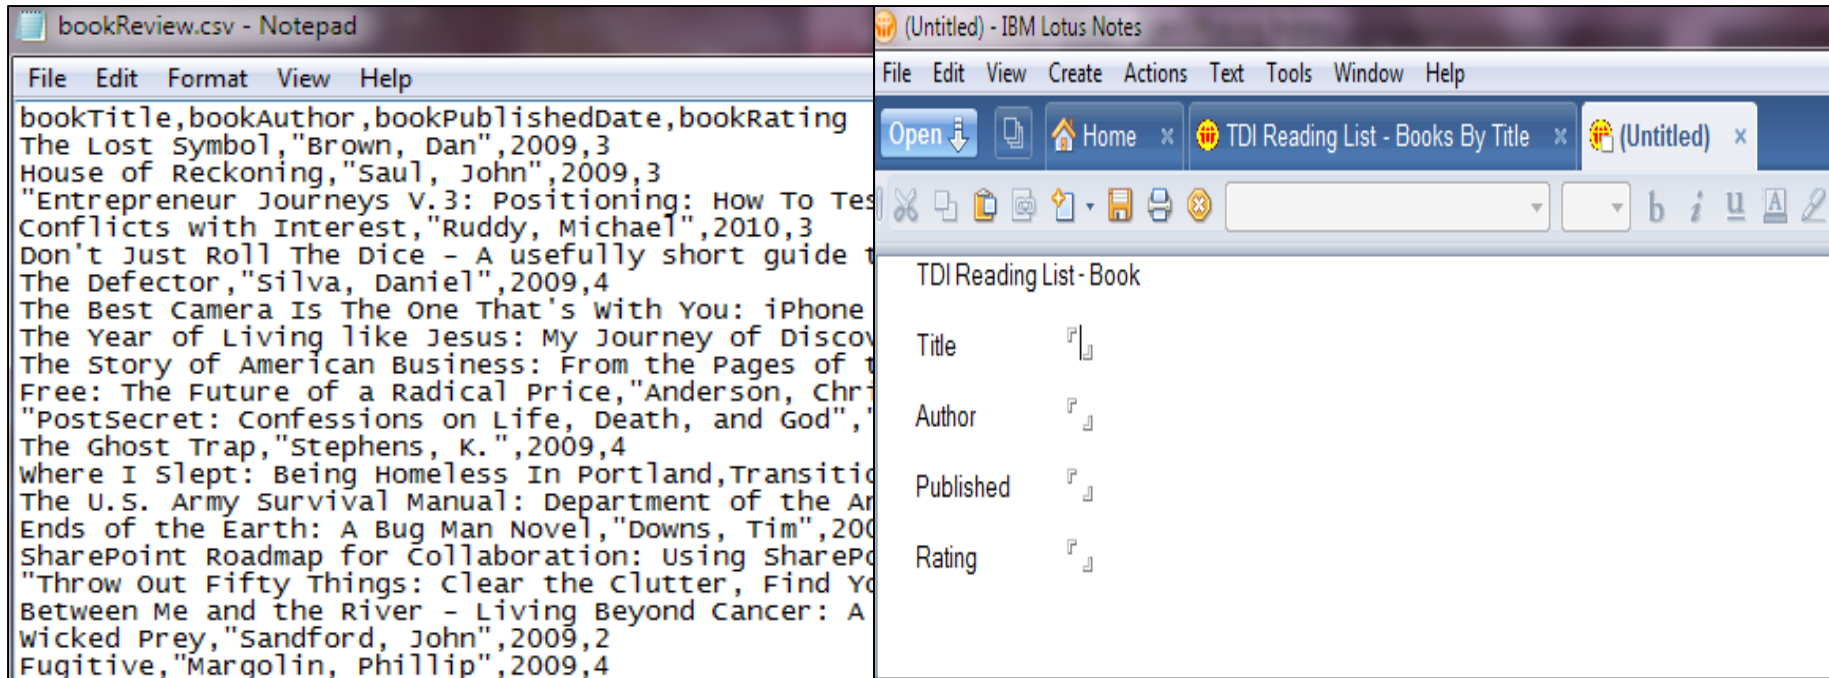 bookReview.csv - Notepad
File Edit Format View Help
bookTitle,bookAuthor,bookPublishedDate,bookRating
The Lost Symbol,"Brown, Dan",2009,3
House of Reckoning,"Saul, John",2009,3
"Entrepreneur Journeys V.3: Positioning: How To Tes
Conflicts with Interest,"Ruddy, Michael",2010,3
Don't Just Roll The Dice - A usefully short guide t
The Defector,"Silva, Daniel",2009,4
The Best Camera Is The One That's With You: iPhone
The Year of Living like Jesus: My Journey of Discov
The Story of American Business: From the Pages of t
Free: The Future of a Radical Price,"Anderson, Chri
"PostSecret: Confessions on Life, Death, and God","
The Ghost Trap,"Stephens, K.",2009,4
Where I Slept: Being Homeless In Portland,Transitio
The U.S. Army Survival Manual: Department of the Ar
Ends of the Earth: A Bug Man Novel,"Downs, Tim",200
SharePoint Roadmap for Collaboration: Using SharePo
"Throw Out Fifty Things: Clear the Clutter, Find Yo
Between Me and the River - Living Beyond Cancer: A
Wicked Prey,"Sandford, John",2009,2
Fugitive,"Margolin, Phillip",2009,4
(Untitled) - IBM Lotus Notes
File Edit View Create Actions Text Tools Window Help
Open Home TDI Reading List - Books By Title (Untitled)
b i u A
TDI Reading List - Book
Title
Author
Published
Rating